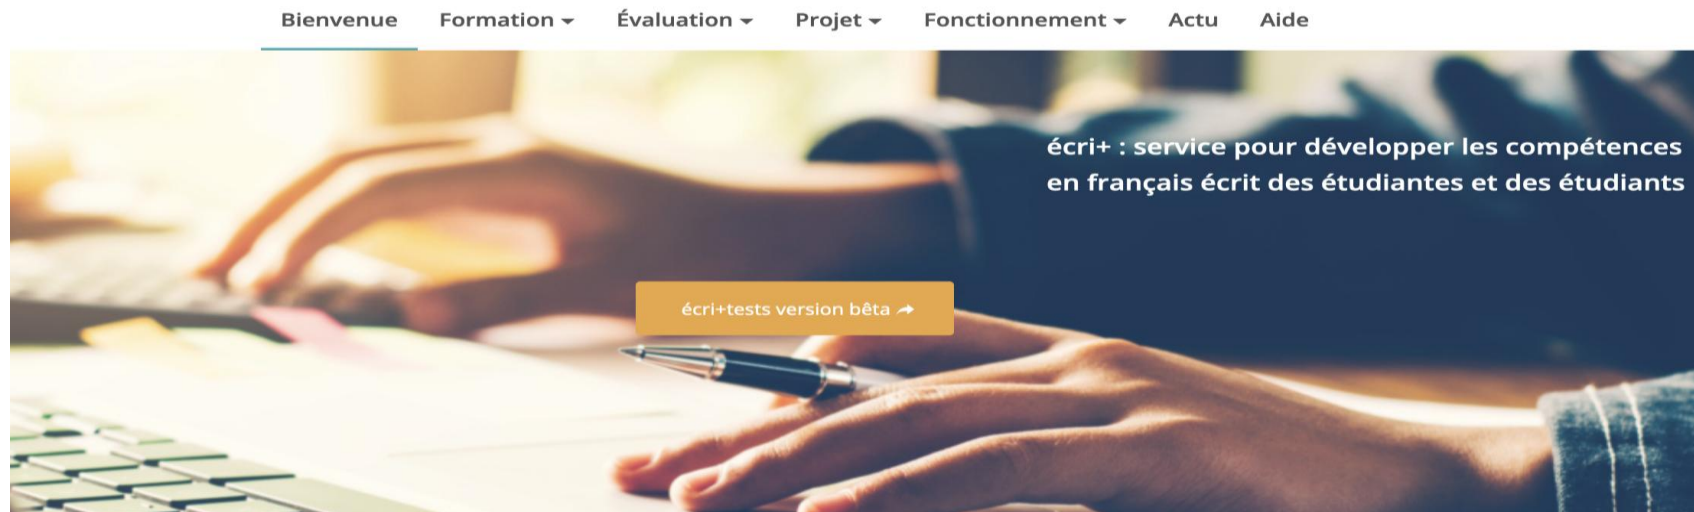 Bienvenue Formation Évaluation Projet Fonctionnement Actu Aide
écri+ : service pour développer les compétences
en français écrit des étudiantes et des étudiants
écri+tests version bêta